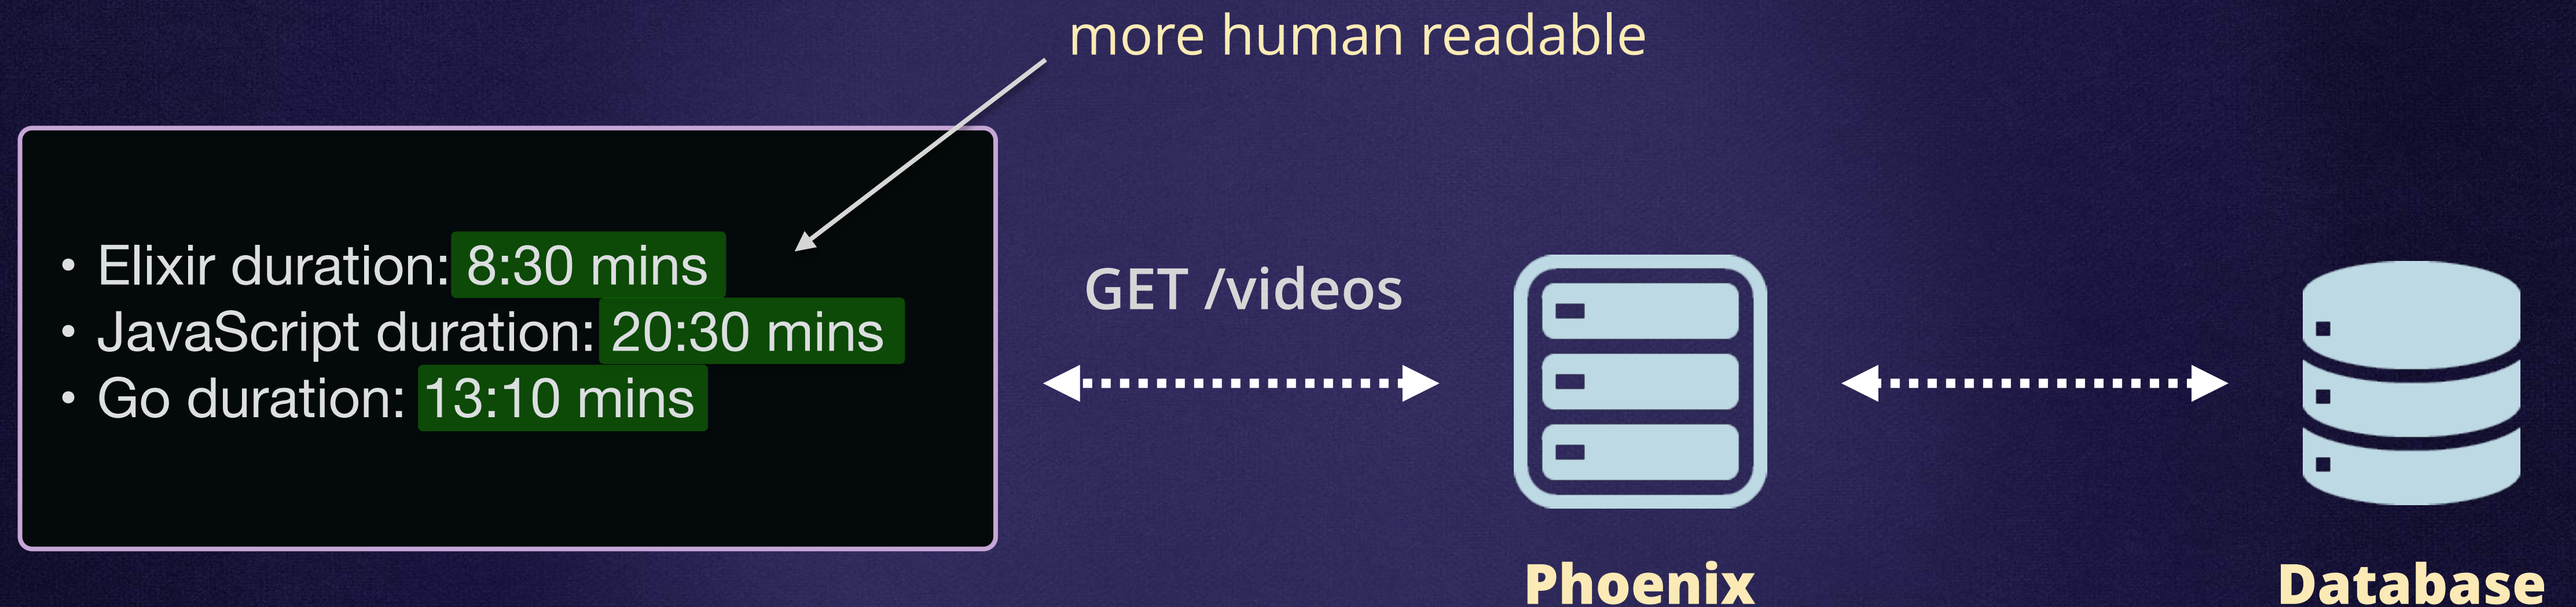 more human readable
• Elixir duration: 8:30 mins
• JavaScript duration: 20:30 mins
• Go duration: 13:10 mins
GET /videos
Phoenix
Database